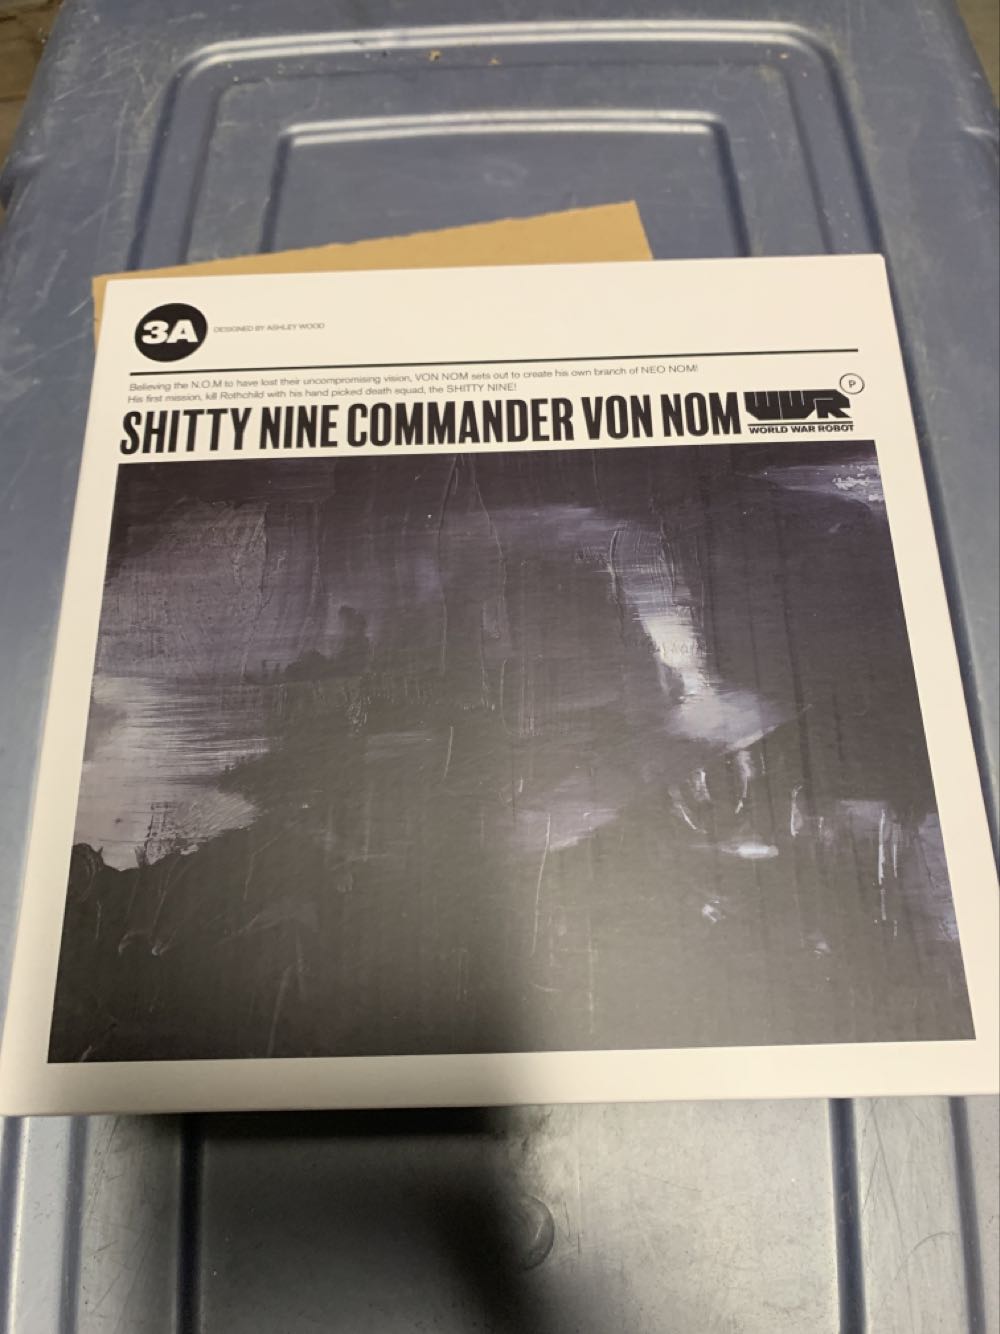 3A DESIGNED BY ASHLEY WOOD
Believing the N.O.M to have lost their uncompromising vision, VON NOM sets out to create his own branch of NEO NOM!
His first mission, kill Rothchild with his hand picked death squad, the SHITTY NINE!
P
SHITTY NINE COMMANDER VON NOM WWR
WORLD WAR ROBOT